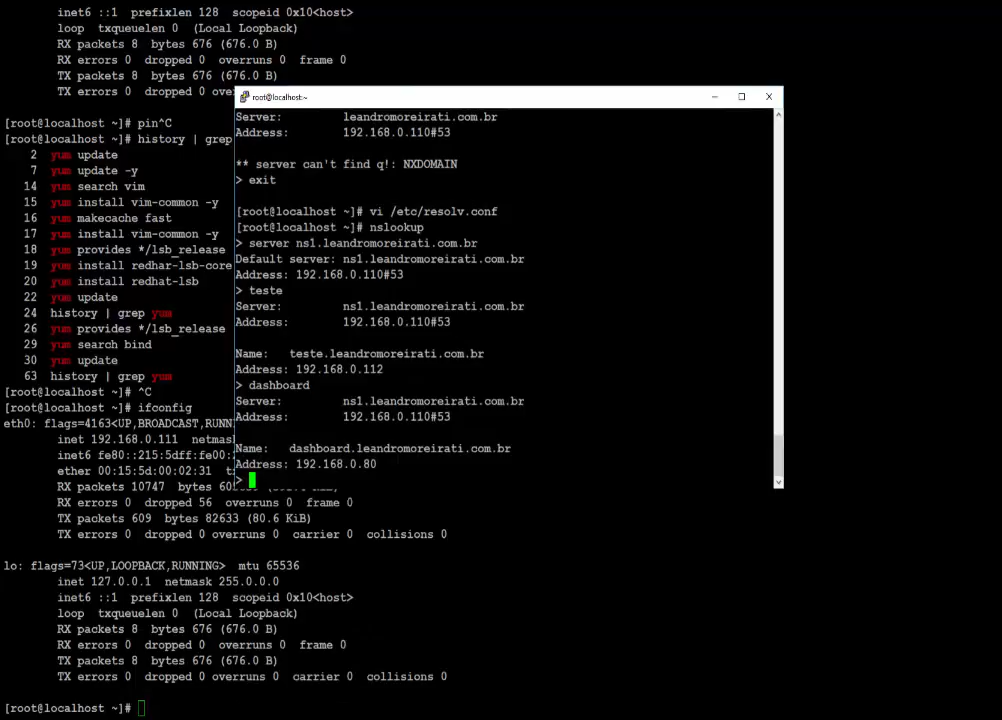 inet6 ::1 prefixlen 128 scopeid 0x10<host>
loop txqueuelen 0 (Local Loopback)
RX packets 8 bytes 676 (676.0 B)
RX errors 0 dropped 0 overruns 0 frame 0
TX packets 8 bytes 676 (676.0 B)
TX errors 0 dropped 0 ove
[root@localhost ~]# pin^C
[root@localhost ~]# history | grep
2 yum update
7 yum update -y
14 yum search vim
15 yum install vim-common -y
16 yum makecache fast
17 yum install vim-common -y
18 yum provides */lsb_release
19 yum install redhar-lsb-core
20 yum install redhat-lsb
22 yum update
24 history | grep yum
26 yum provides */lsb_release
29 yum search bind
30 yum update
63 history | grep yum
[root@localhost ~]# ^C
[root@localhost ~]# ifconfig
eth0: flags=4163<UP,BROADCAST,RUNN
inet 192.168.0.111 netmas
inet6 fe80::215:5dff:fe00:
ether 00:15:5d:00:02:31
RX packets 10747 bytes
RX errors 0 dropped 56 overruns 0 frame 0
TX packets 609 bytes 82633 (80.6 KiB)
TX errors 0 dropped 0 overruns 0 carrier 0 collisions 0
lo: flags=73<UP,LOOPBACK,RUNNING> mtu 65536
inet 127.0.0.1 netmask 255.0.0.0
inet6 ::1 prefixlen 128 scopeid 0x10<host>
loop txqueuelen 0 (Local Loopback)
RX packets 8 bytes 676 (676.0 B)
RX errors 0 dropped 0 overruns 0 frame 0
TX packets 8 bytes 676 (676.0 B)
TX errors 0 dropped 0 overruns 0 carrier 0 collisions 0
[root@localhost ~]#
root@localhost:~
Server: leandromoreirati.com.br
Address: 192.168.0.110#53
** server can't find q!: NXDOMAIN
> exit
[root@localhost ~]# vi /etc/resolv.conf
[root@localhost ~]# nslookup
> server ns1.leandromoreirati.com.br
Default server: ns1.leandromoreirati.com.br
Address: 192.168.0.110#53
> teste
Server: ns1.leandromoreirati.com.br
Address: 192.168.0.110#53
Name: teste.leandromoreirati.com.br
Address: 192.168.0.112
> dashboard
Server: ns1.leandromoreirati.com.br
Address: 192.168.0.110#53
Name: dashboard.leandromoreirati.com.br
Address: 192.168.0.80
>